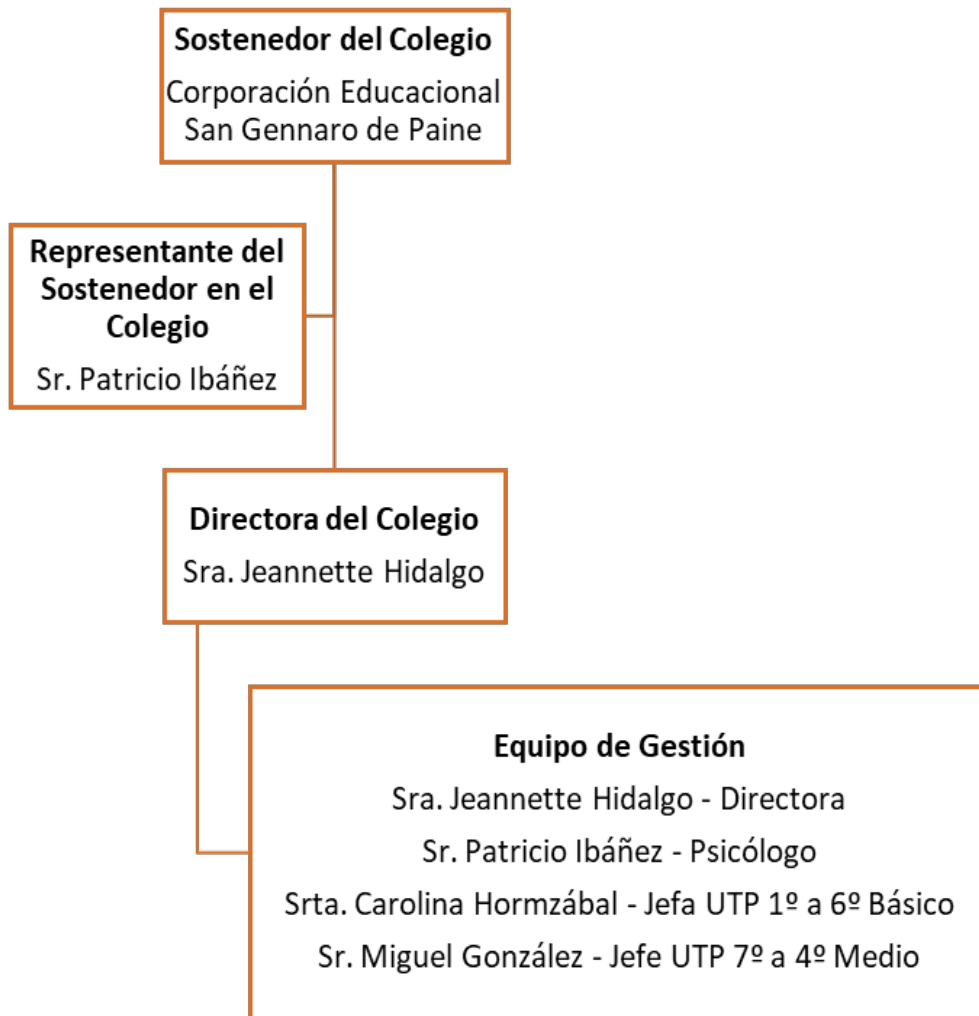 Sostenedor del Colegio
Corporación Educacional
San Gennaro de Paine
Representante del
Sostenedor en el
Colegio
Sr. Patricio Ibáñez
Directora del Colegio
Sra. Jeannette Hidalgo
Equipo de Gestión
Sra. Jeannette Hidalgo - Directora
Sr. Patricio Ibáñez - Psicólogo
Srta. Carolina Hormzábal - Jefa UTP 1º a 6º Básico
Sr. Miguel González - Jefe UTP 7º a 4º Medio